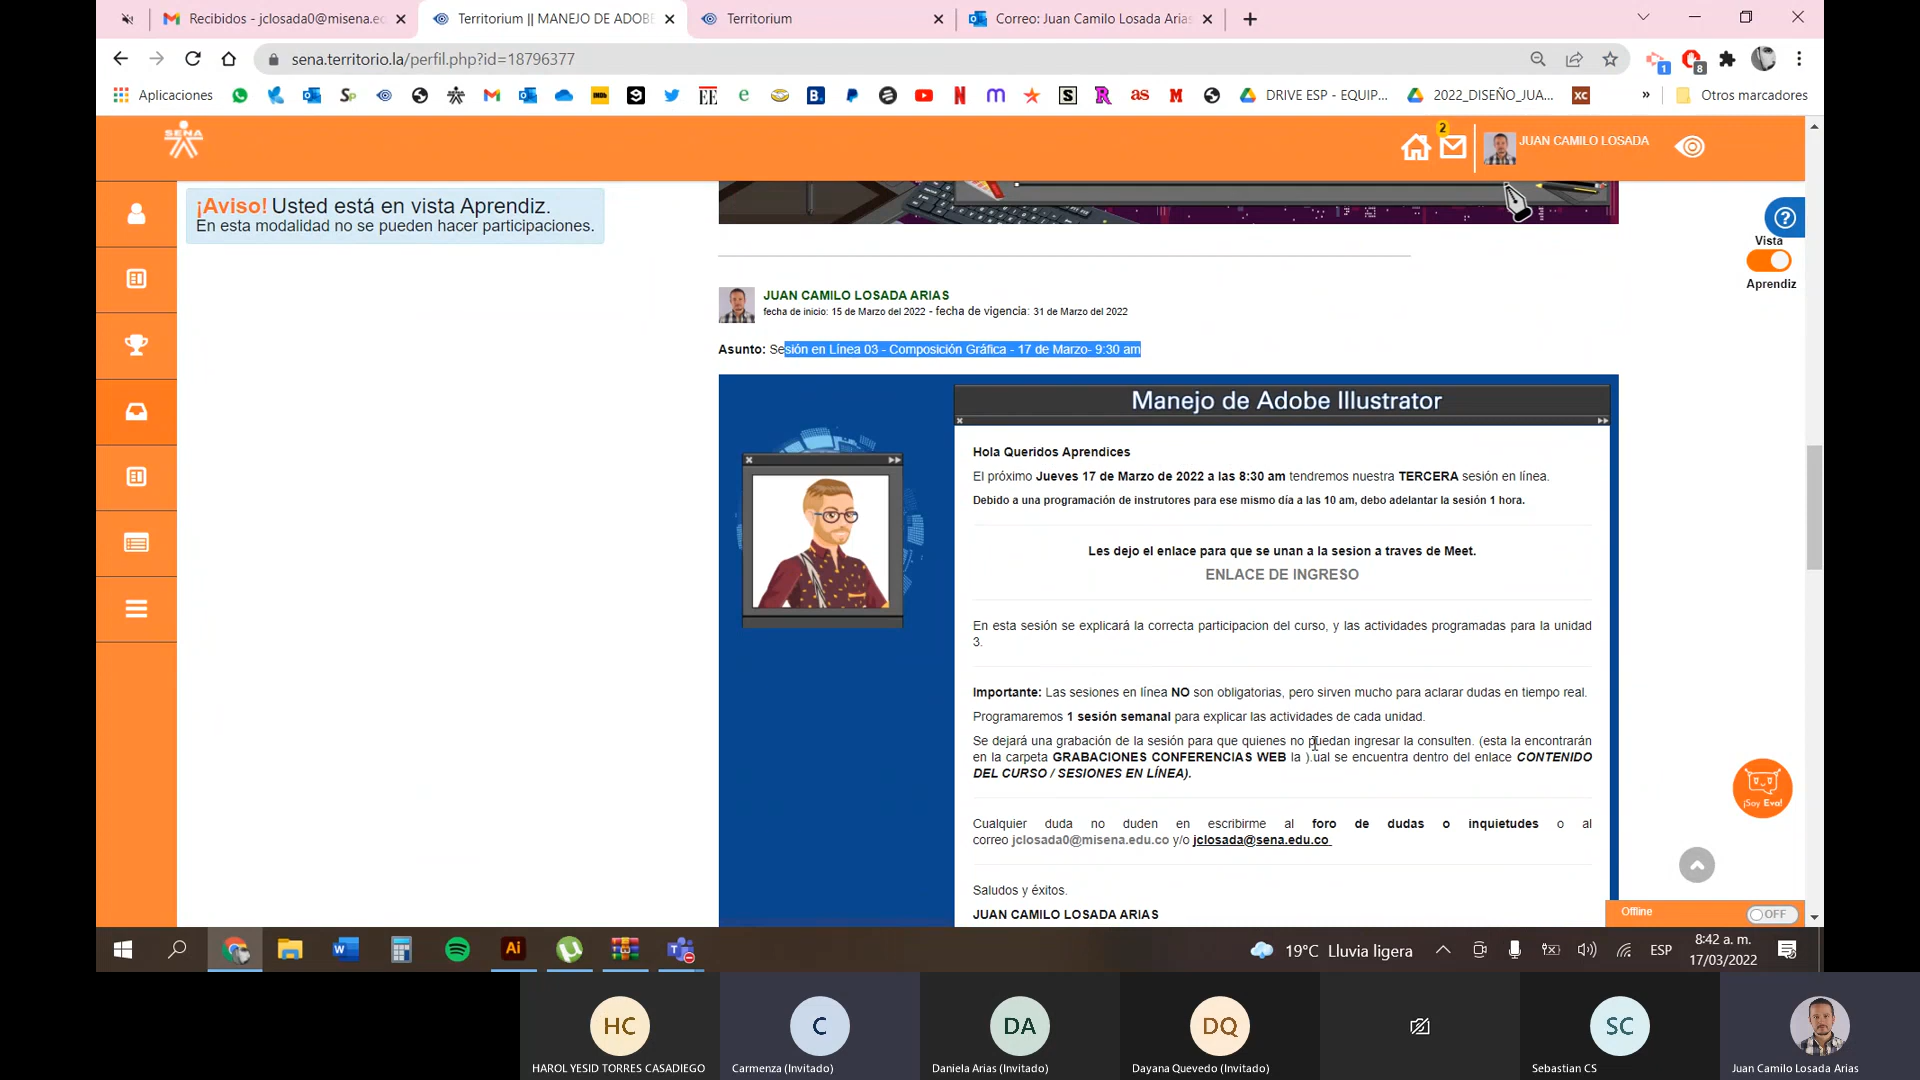 Recibidos - jclosada0@misena.ed
Territorium || MANEJO DE ADOBE
Territorium
Correo: Juan Camilo Losada Arias
sena.territorio.la/perfil.php?id=18796377
1
8
Aplicaciones
DRIVE ESP - EQUIP...
2022_DISEÑO_JUA...
Otros marcadores
SENA
2
JUAN CAMILO LOSADA
¡Aviso! Usted está en vista Aprendiz.
En esta modalidad no se pueden hacer participaciones.
Vista
Aprendiz
JUAN CAMILO LOSADA ARIAS
fecha de inicio: 15 de Marzo del 2022 - fecha de vigencia: 31 de Marzo del 2022
Asunto: Sesión en Línea 03 - Composición Gráfica - 17 de Marzo- 9:30 am
Manejo de Adobe Illustrator
Hola Queridos Aprendices
El próximo Jueves 17 de Marzo de 2022 a las 8:30 am tendremos nuestra TERCERA sesión en línea.
Debido a una programación de instrutores para ese mismo día a las 10 am, debo adelantar la sesión 1 hora.
Les dejo el enlace para que se unan a la sesion a traves de Meet.
ENLACE DE INGRESO
En esta sesión se explicará la correcta participacion del curso, y las actividades programadas para la unidad
3.
Importante: Las sesiones en línea NO son obligatorias, pero sirven mucho para aclarar dudas en tiempo real.
Programaremos 1 sesión semanal para explicar las actividades de cada unidad.
Se dejará una grabación de la sesión para que quienes no puedan ingresar la consulten. (esta la encontrarán
en la carpeta GRABACIONES CONFERENCIAS WEB la ).ual se encuentra dentro del enlace CONTENIDO
DEL CURSO / SESIONES EN LÍNEA).
Cualquier duda no duden en escribirme al foro de dudas o inquietudes o al
correo jclosada0@misena.edu.co y/o jclosada@sena.edu.co
Saludos y éxitos.
JUAN CAMILO LOSADA ARIAS
¡Soy Eva!
Offline
OFF
19°C Lluvia ligera
ESP
8:42 a. m.
17/03/2022
HC
C
DA
DQ
SC
HAROL YESID TORRES CASADIEGO
Carmenza (Invitado)
Daniela Arias (Invitado)
Dayana Quevedo (Invitado)
Sebastian CS
Juan Camilo Losada Arias